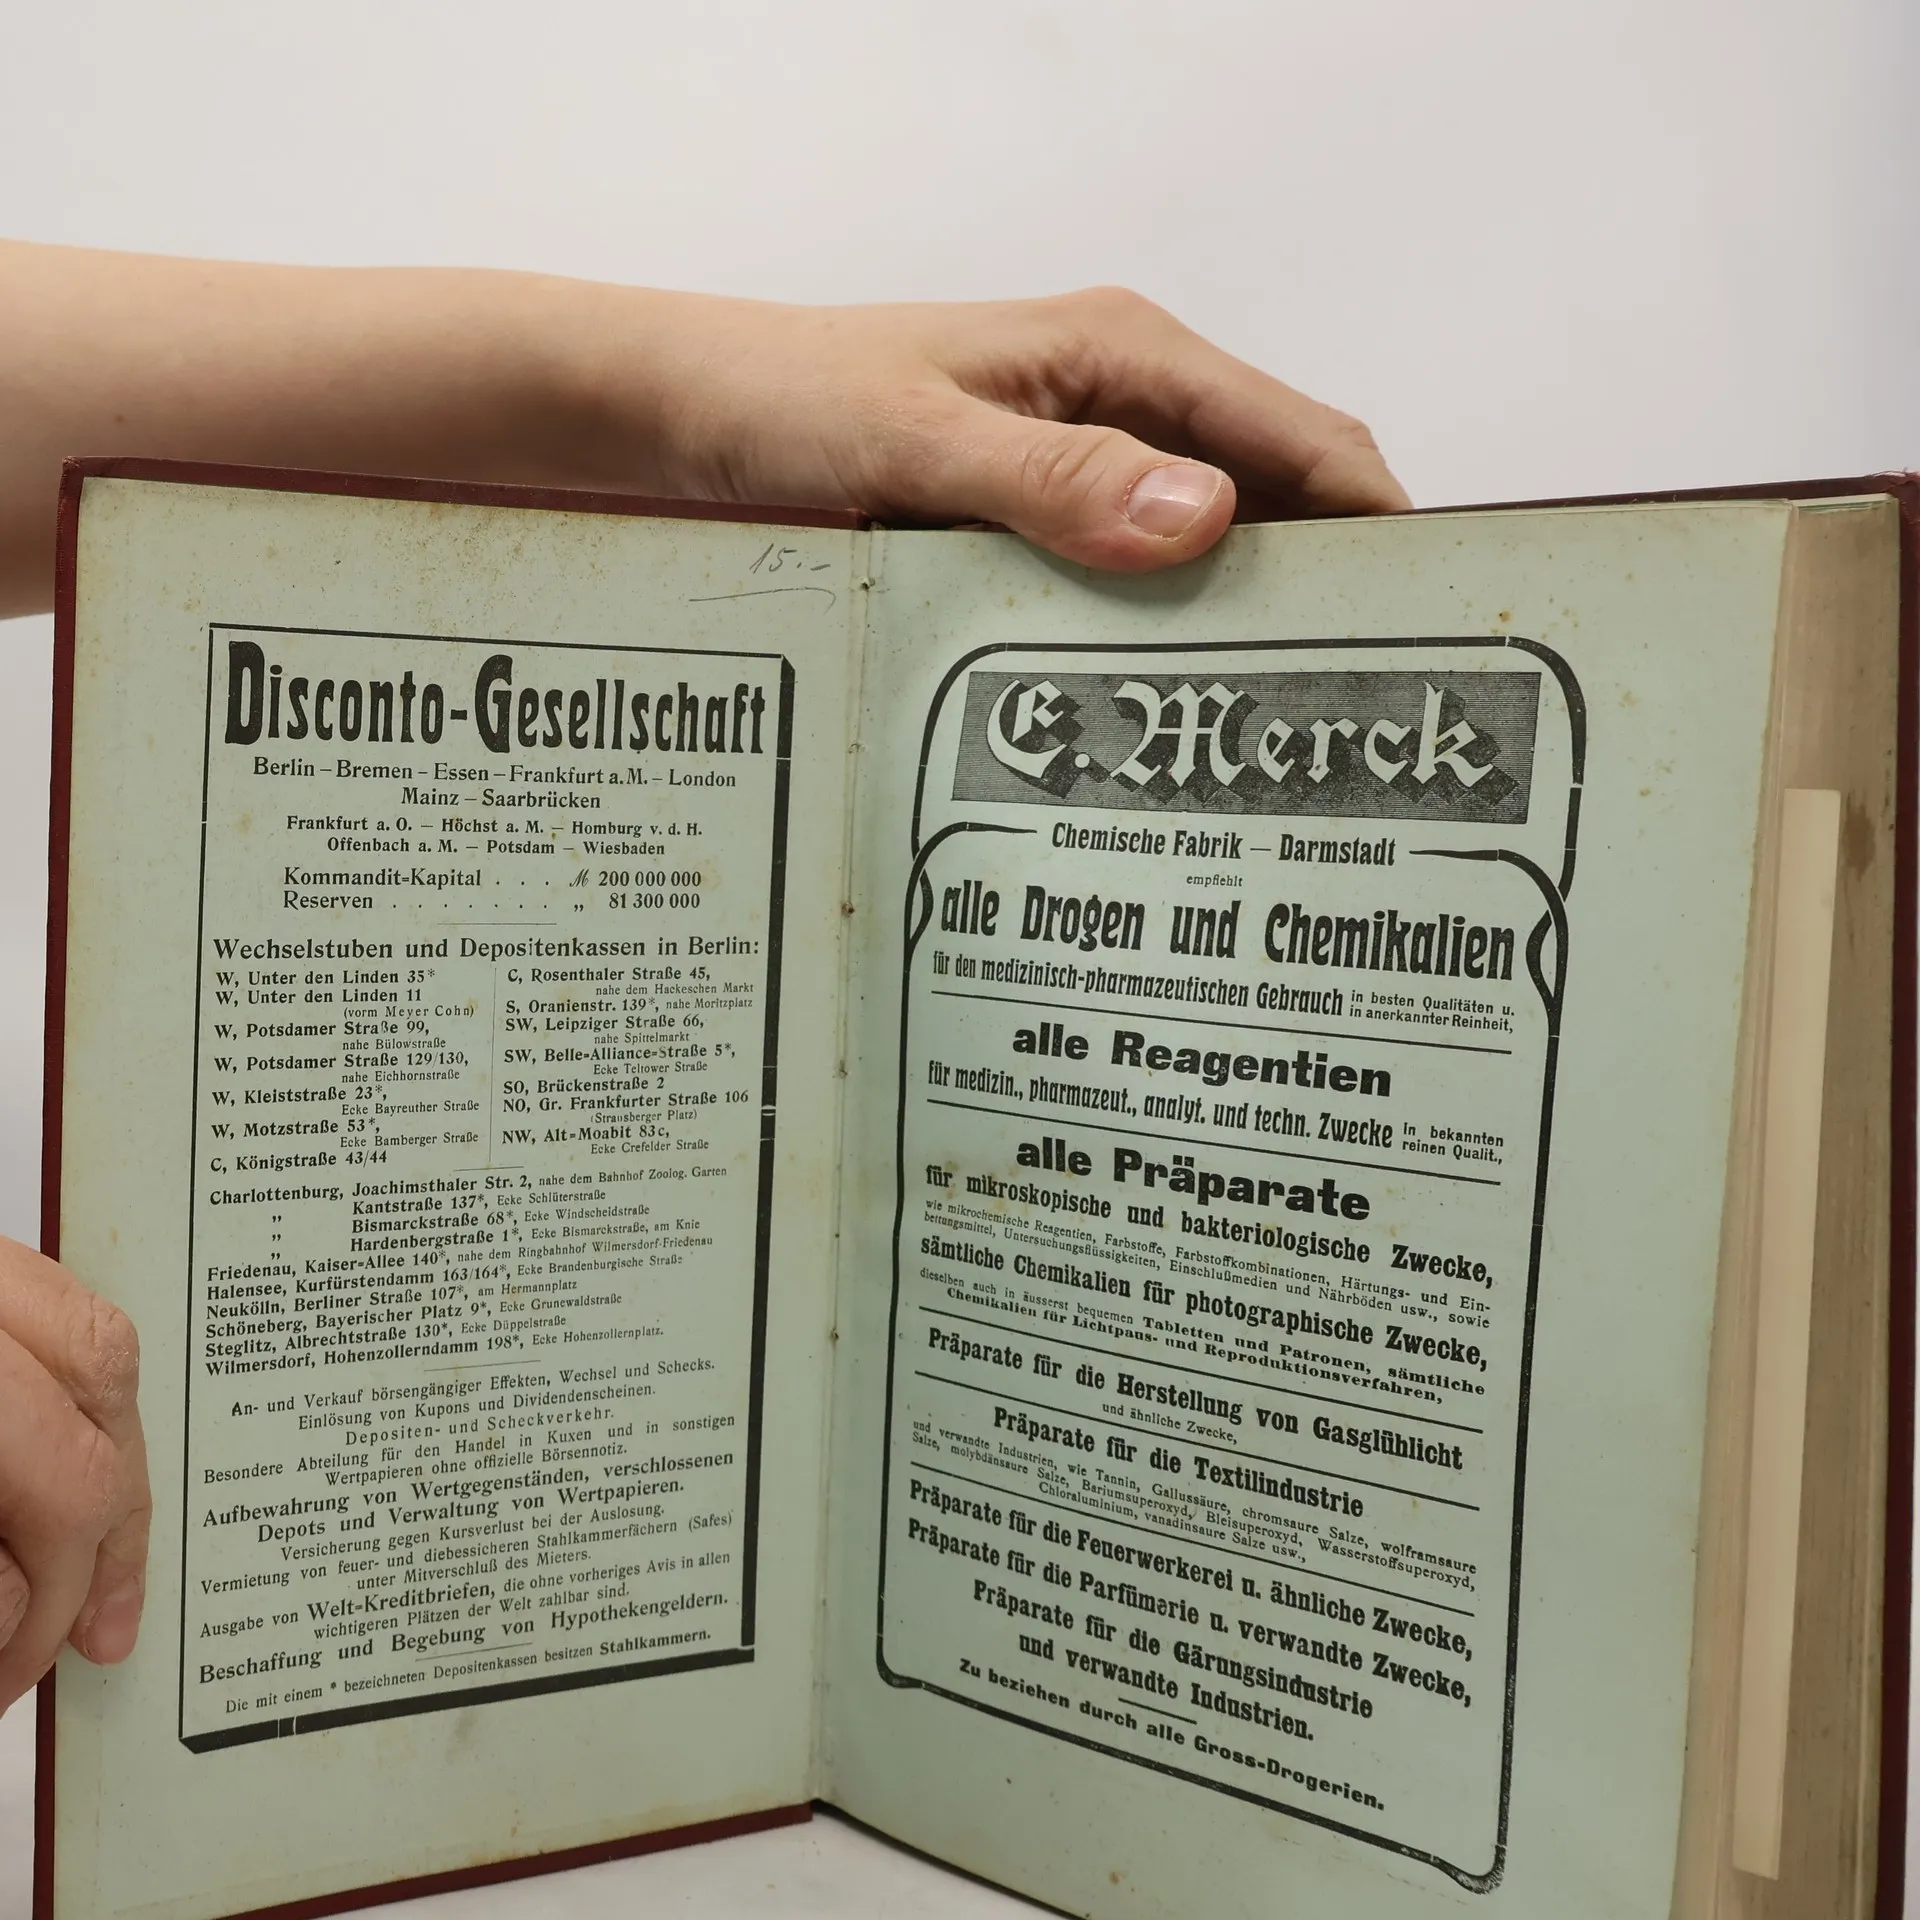 15.-
Disconto-Gesellschaft
Berlin – Bremen – Essen – Frankfurt a. M. – London
Mainz – Saarbrücken
Frankfurt a. O. — Höchst a. M. — Homburg v. d. H.
Offenbach a. M. — Potsdam — Wiesbaden
Kommandit=Kapital . . . ℳ 200 000 000
Reserven . . . . . . . „ 81 300 000
Wechselstuben und Depositenkassen in Berlin:
W, Unter den Linden 35*
W, Unter den Linden 11
(vorm Meyer Cohn)
W, Potsdamer Straße 99,
nahe Bülowstraße
W, Potsdamer Straße 129/130,
nahe Eichhornstraße
W, Kleiststraße 23*,
Ecke Bayreuther Straße
W, Motzstraße 53*,
Ecke Bamberger Straße
C, Königstraße 43/44
C, Rosenthaler Straße 45,
nahe dem Hackeschen Markt
S, Oranienstr. 139*, nahe Moritzplatz
SW, Leipziger Straße 66,
nahe Spittelmarkt
SW, Belle=Alliance=Straße 5*,
Ecke Teltower Straße
SO, Brückenstraße 2
NO, Gr. Frankfurter Straße 106
(Strausberger Platz)
NW, Alt=Moabit 83c,
Ecke Crefelder Straße
Charlottenburg, Joachimsthaler Str. 2, nahe dem Bahnhof Zoolog. Garten
„ Kantstraße 137*, Ecke Schlüterstraße
„ Bismarckstraße 68*, Ecke Windscheidstraße
„ Hardenbergstraße 1*, Ecke Bismarckstraße, am Knie
Friedenau, Kaiser=Allee 140*, nahe dem Ringbahnhof Wilmersdorf-Friedenau
Halensee, Kurfürstendamm 163/164*, Ecke Brandenburgische Straße
Neukölln, Berliner Straße 107*, am Hermannplatz
Schöneberg, Bayerischer Platz 9*, Ecke Grunewaldstraße
Steglitz, Albrechtstraße 130*, Ecke Düppelstraße
Wilmersdorf, Hohenzollerndamm 198*, Ecke Hohenzollernplatz.
An- und Verkauf börsengängiger Effekten, Wechsel und Schecks.
Einlösung von Kupons und Dividendenscheinen.
Depositen- und Scheckverkehr.
Besondere Abteilung für den Handel in Kuxen und in sonstigen
Wertpapieren ohne offizielle Börsennotiz.
Aufbewahrung von Wertgegenständen, verschlossenen
Depots und Verwaltung von Wertpapieren.
Versicherung gegen Kursverlust bei der Auslosung.
Vermietung von feuer- und diebessicheren Stahlkammerfächern (Safes)
unter Mitverschluß des Mieters.
Ausgabe von Welt=Kreditbriefen, die ohne vorheriges Avis in allen
wichtigeren Plätzen der Welt zahlbar sind.
Beschaffung und Begebung von Hypothekengeldern.
Die mit einem * bezeichneten Depositenkassen besitzen Stahlkammern.
E. Merck
Chemische Fabrik — Darmstadt
empfiehlt
alle Drogen und Chemikalien
für den medizinisch-pharmazeutischen Gebrauch in besten Qualitäten u.
in anerkannter Reinheit,
alle Reagentien
für medizin., pharmazeut., analyt. und techn. Zwecke in bekannten
reinen Qualit.,
alle Präparate
für mikroskopische und bakteriologische Zwecke,
wie mikrochemische Reagentien, Farbstoffe, Farbstoffkombinationen, Härtungs- und Ein-
bettungsmittel, Untersuchungsflüssigkeiten, Einschlußmedien und Nährböden usw., sowie
sämtliche Chemikalien für photographische Zwecke,
dieselben auch in äusserst bequemen Tabletten und Patronen, sämtliche
Chemikalien für Lichtpaus- und Reproduktionsverfahren,
Präparate für die Herstellung von Gasglühlicht
und ähnliche Zwecke,
Präparate für die Textilindustrie
und verwandte Industrien, wie Tannin, Gallussäure, chromsaure Salze, wolframsaure
Salze, molybdänsaure Salze, Bariumsuperoxyd, Bleisuperoxyd, Wasserstoffsuperoxyd,
Chloraluminium, vanadinsaure Salze usw.,
Präparate für die Feuerwerkerei u. ähnliche Zwecke,
Präparate für die Parfümerie u. verwandte Zwecke,
Präparate für die Gärungsindustrie
und verwandte Industrien.
Zu beziehen durch alle Gross-Drogerien.